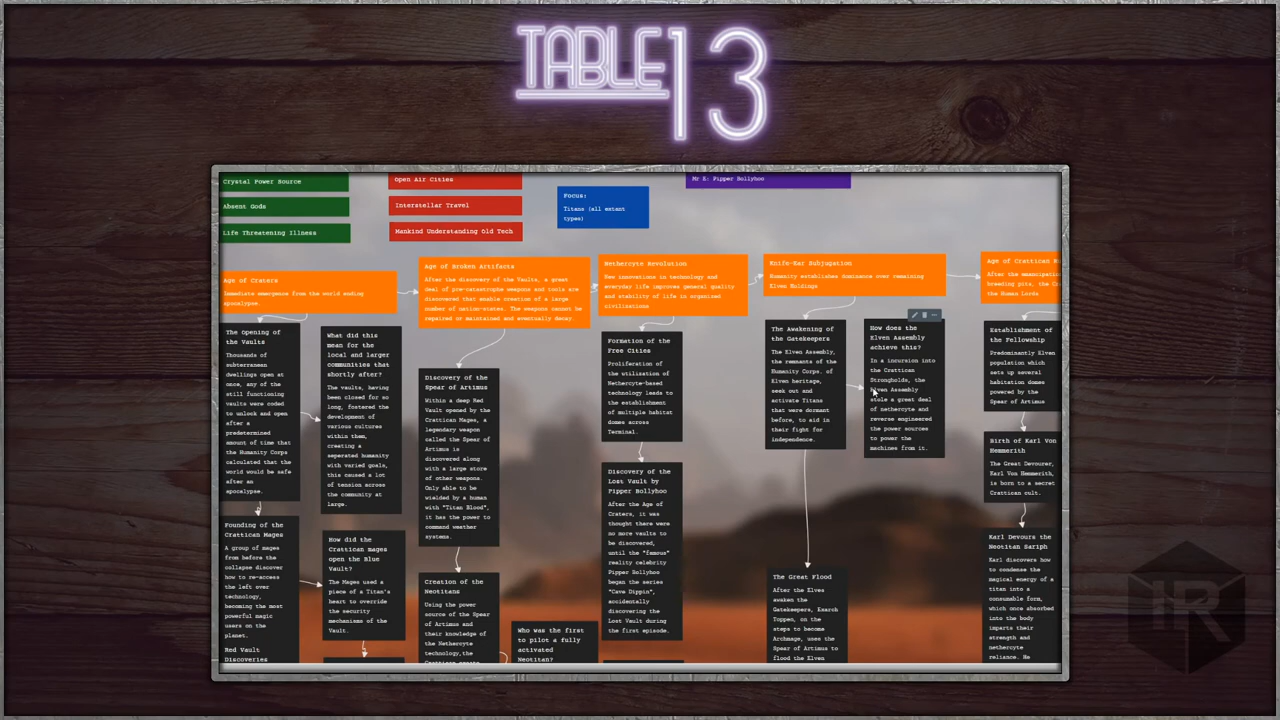 TABLE 13
Crystal Power Source
Absent Gods
Life Threatening Illness
Open Air Cities
Interstellar Travel
Mankind Understanding Old Tech
Focus:
Titans (all extant
types)
Mr E: Pipper Bollyhoo
Age of Craters
Immediate emergence from the world ending
apocalypse.
Age of Broken Artifacts
After the discovery of the Vaults, a great
deal of pre-catastrophe weapons and tools are
discovered that enable creation of a large
number of nation-states. The weapons cannot be
repaired or maintained and eventually decay.
Nethercyte Revolution
New innovations in technology and
everyday life improves general quality
and stability of life in organized
civilizations
Knife-Ear Subjugation
Humanity establishes dominance over remaining
Elven Holdings
Age of Crattican
After the emancipation
breeding pits, the
the Human Lords
The Opening of
the Vaults
Thousands of
subterranean
dwellings open at
once, any of the
still functioning
vaults were coded
to unlock and open
after a
predetermined
amount of time that
the Humanity Corps
calculated that the
world would be safe
after an
apocalypse.
What did this
mean for the
local and larger
communities that
shortly after?
The vaults, having
been closed for so
long, fostered the
development of
various cultures
within them,
creating a
seperated humanity
with varied goals,
this caused a lot
of tension across
the community at
large.
Founding of the
Crattican Mages
A group of mages
from before the
collapse discover
how to re-access
the left over
technology,
becoming the most
powerful magic
users on the
planet.
Red Vault
Discoveries
How did the
Crattican mages
open the Blue
Vault?
The Mages used a
piece of a Titan's
heart to override
the security
mechanisms of the
Vault.
Discovery of the
Spear of Artimus
Within a deep Red
Vault opened by the
Crattican Mages, a
legendary weapon
called the Spear of
Artimus is
discovered along
with a large store
of other weapons.
Only able to be
wielded by a human
with "Titan Blood",
it has the power to
command weather
systems.
Creation of the
Neotitans
Using the power
source of the Spear
of Artimus and
their knowledge of
the Nethercyte
technology,the
Who was the first
to pilot a fully
activated
Neotitan?
Formation of the
Free Cities
Proliferation of
the utilization of
Nethercyte-based
technology leads to
the establishment
of multiple habitat
domes across
Terminal.
Discovery of the
Lost Vault by
Pipper Bollyhoo
After the Age of
Craters, it was
thought there were
no more vaults to
be discovered,
until the "famous"
reality celebrity
Pipper Bollyhoo
began the series
"Cave Dippin",
accidentally
discovering the
Lost Vault during
the first episode.
The Awakening of
the Gatekeepers
The Elven Assembly,
the remnants of the
Humanity Corps. of
Elven heritage,
seek out and
activate Titans
that were dormant
before, to aid in
their fight for
independence.
How does the
Elven Assembly
achieve this?
In a incursion into
the Crattican
Strongholds, the
Elven Assembly
stole a great deal
of nethercyte and
reverse engineered
the power sources
to power the
machines from it.
The Great Flood
After the Elves
awaken the
Gatekeepers, Exarch
Toppen, on the
steps to become
Archmage, uses the
Spear of Artimus to
flood the Elven
Establishment of
the Fellowship
Predominantly Elven
population which
sets up several
habitation domes
powered by the
Spear of Artimus
Birth of Karl Von
Hemmerith
The Great Devourer,
Karl Von Hemmerith,
is born to a secret
Crattican cult.
Karl Devours the
Neotitan Sariph
Karl discovers how
to condense the
magical energy of a
titan into a
consumable form,
which once absorbed
into the body
imparts their
strength and
nethercyte
reliance. He
TR